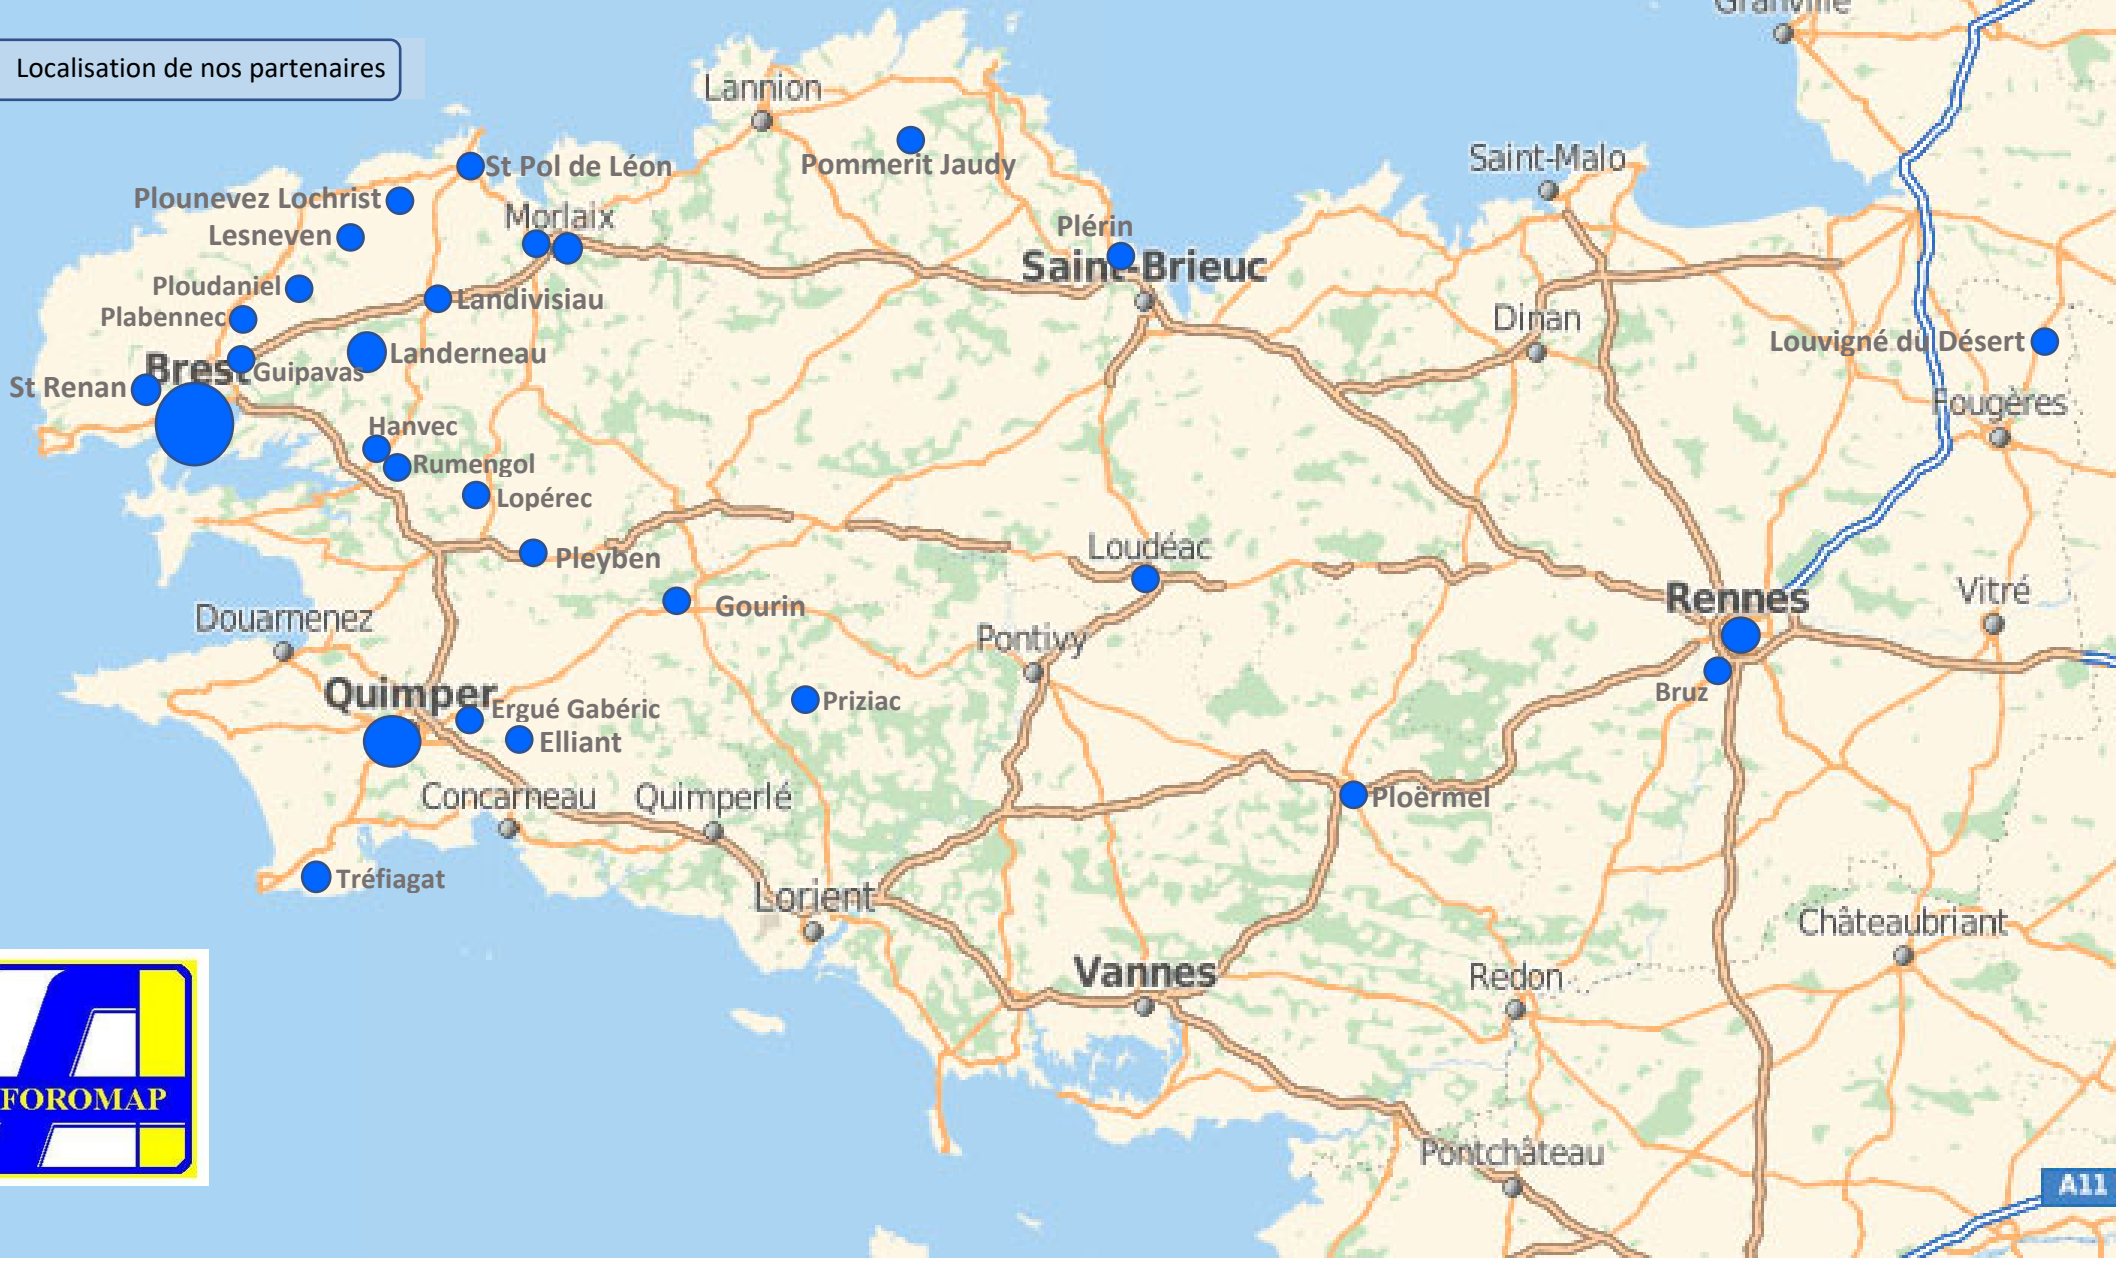 Granville
Localisation de nos partenaires
Lannion
St Pol de Léon
Pommerit Jaudy
Saint-Malo
Plounevez Lochrist
Morlaix
Lesneven
Plérin
Saint-Brieuc
Ploudaniel
Landivisiau
Plabennec
Dinan
Louvigné du Désert
Landerneau
Brest
Guipavas
St Renan
Fougères
Hanvec
Rumengol
Lopérec
Loudéac
Pleyben
Rennes
Vitré
Gourin
Douarnenez
Pontivy
Quimper
Bruz
Priziac
Ergué Gabéric
Elliant
Concarneau
Quimperlé
Ploërmel
Tréfiagat
Lorient
Châteaubriant
Vannes
Redon
FOROMAP
Pontchâteau
A11